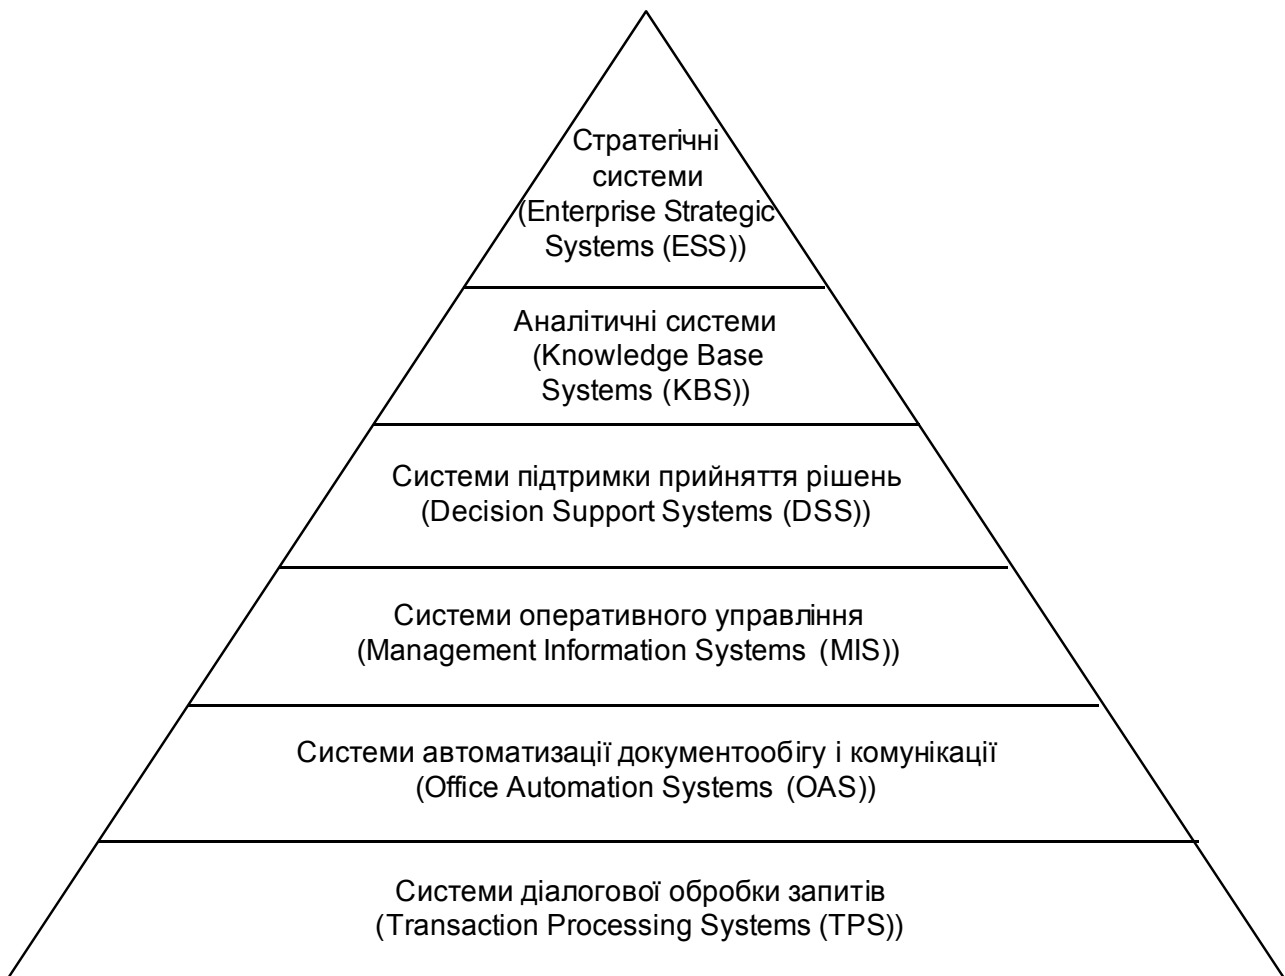 Стратегічні
системи
(Enterprise Strategic
Systems (ESS))
Аналітичні системи
(Knowledge Base
Systems (KBS))
Системи підтримки прийняття рішень
(Decision Support Systems (DSS))
Системи оперативного управління
(Management Information Systems (MIS))
Системи автоматизації документообігу і комунікації
(Office Automation Systems (OAS))
Системи діалогової обробки запитів
(Transaction Processing Systems (TPS))